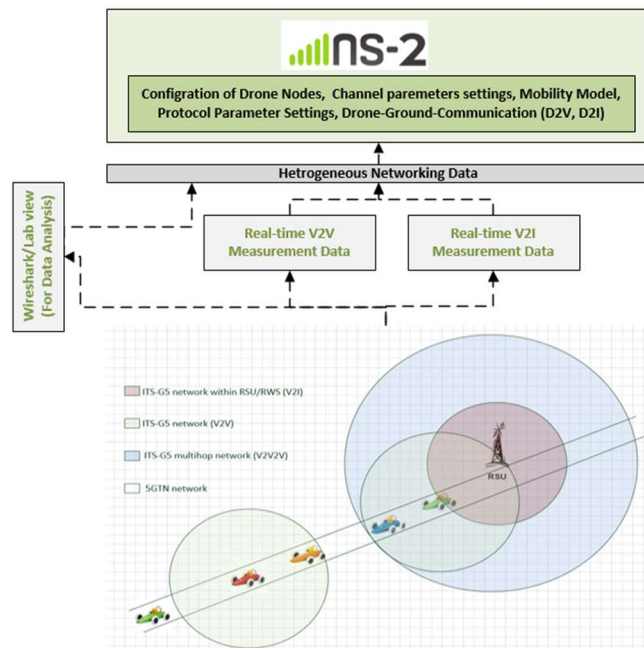 ns-2
Configration of Drone Nodes, Channel paremeters settings, Mobility Model,
Protocol Parameter Settings, Drone-Ground-Communication (D2V, D2I)
Hetrogeneous Networking Data
Wireshark/Lab view
(For Data Analysis)
Real-time V2V
Measurement Data
Real-time V2I
Measurement Data
ITS-G5 network within RSU/RWS (V2I)
ITS-G5 network (V2V)
ITS-G5 multihop network (V2V2V)
5GTN network
RSU